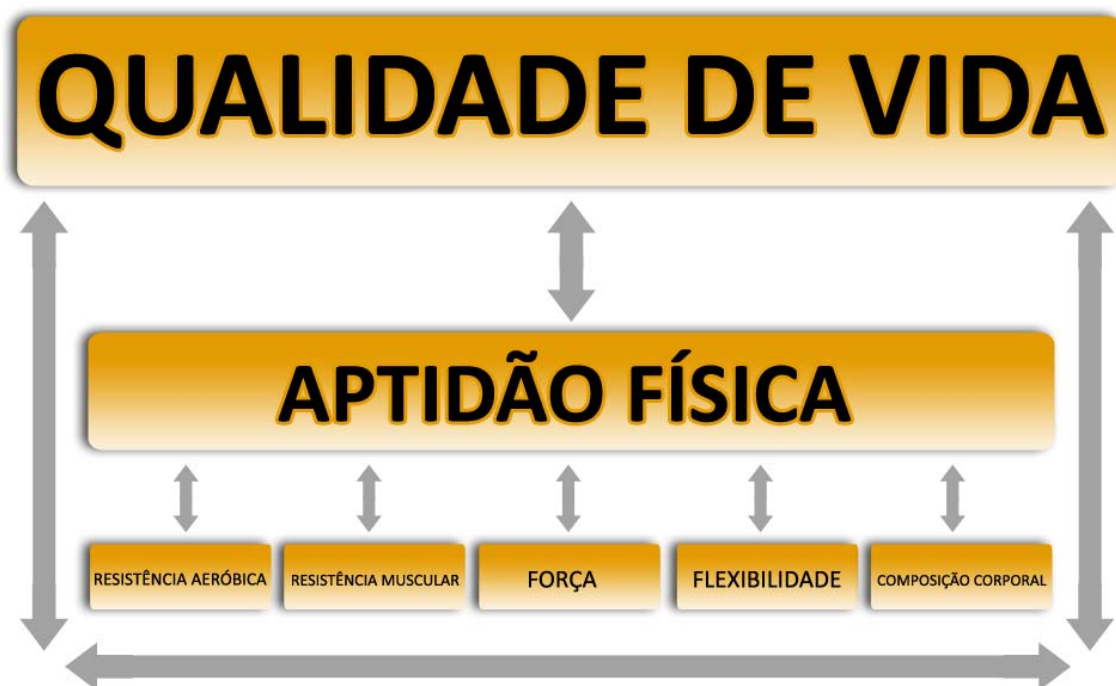 QUALIDADE DE VIDA
APTIDÃO FÍSICA
RESISTÊNCIA AERÓBICA
RESISTÊNCIA MUSCULAR
FORÇA
FLEXIBILIDADE
COMPOSIÇÃO CORPORAL